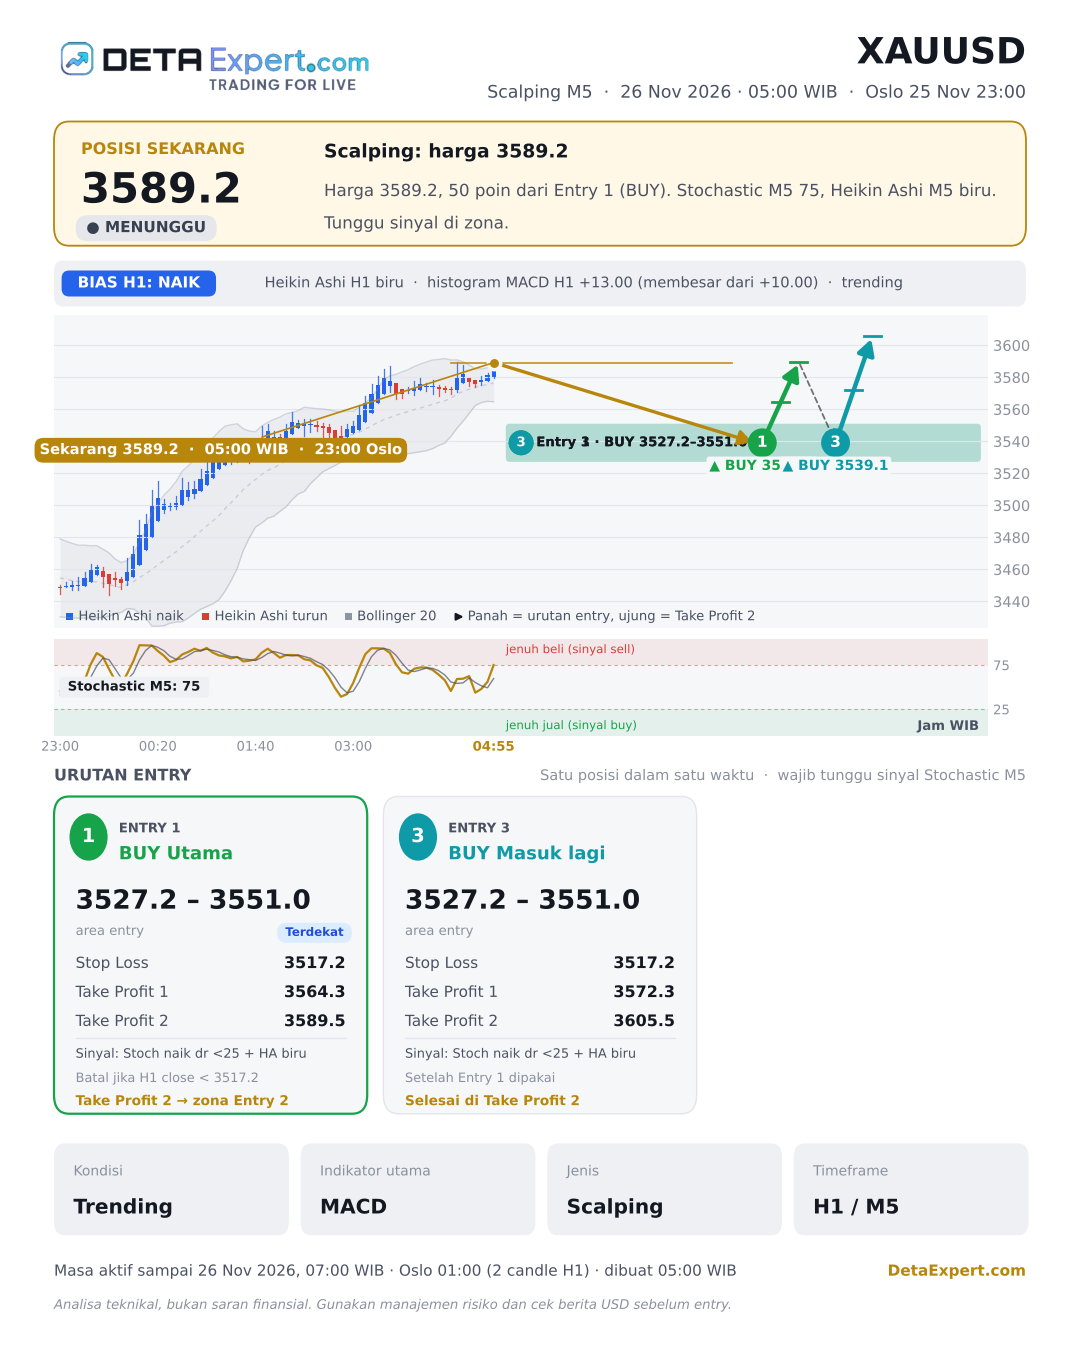 DETA Expert.com
TRADING FOR LIVE
XAUUSD
Scalping M5 · 26 Nov 2026 · 05:00 WIB · Oslo 25 Nov 23:00
POSISI SEKARANG
3589.2
● MENUNGGU
Scalping: harga 3589.2
Harga 3589.2, 50 poin dari Entry 1 (BUY). Stochastic M5 75, Heikin Ashi M5 biru.
Tunggu sinyal di zona.
BIAS H1: NAIK
Heikin Ashi H1 biru · histogram MACD H1 +13.00 (membesar dari +10.00) · trending
3600
3580
3560
3540
3520
3500
3480
3460
3440
Sekarang 3589.2 · 05:00 WIB · 23:00 Oslo
3 Entry · BUY 3527.2–3551.0
1
3
▲ BUY 35
▲ BUY 3539.1
Heikin Ashi naik
Heikin Ashi turun
Bollinger 20
Panah = urutan entry, ujung = Take Profit 2
jenuh beli (sinyal sell)
75
Stochastic M5: 75
25
jenuh jual (sinyal buy)
Jam WIB
23:00
00:20
01:40
03:00
04:55
URUTAN ENTRY
Satu posisi dalam satu waktu · wajib tunggu sinyal Stochastic M5
1
ENTRY 1
BUY Utama
3527.2 – 3551.0
area entry
Terdekat
Stop Loss 3517.2
Take Profit 1 3564.3
Take Profit 2 3589.5
Sinyal: Stoch naik dr <25 + HA biru
Batal jika H1 close < 3517.2
Take Profit 2 → zona Entry 2
3
ENTRY 3
BUY Masuk lagi
3527.2 – 3551.0
area entry
Stop Loss 3517.2
Take Profit 1 3572.3
Take Profit 2 3605.5
Sinyal: Stoch naik dr <25 + HA biru
Setelah Entry 1 dipakai
Selesai di Take Profit 2
Kondisi
Trending
Indikator utama
MACD
Jenis
Scalping
Timeframe
H1 / M5
Masa aktif sampai 26 Nov 2026, 07:00 WIB · Oslo 01:00 (2 candle H1) · dibuat 05:00 WIB
DetaExpert.com
Analisa teknikal, bukan saran finansial. Gunakan manajemen risiko dan cek berita USD sebelum entry.